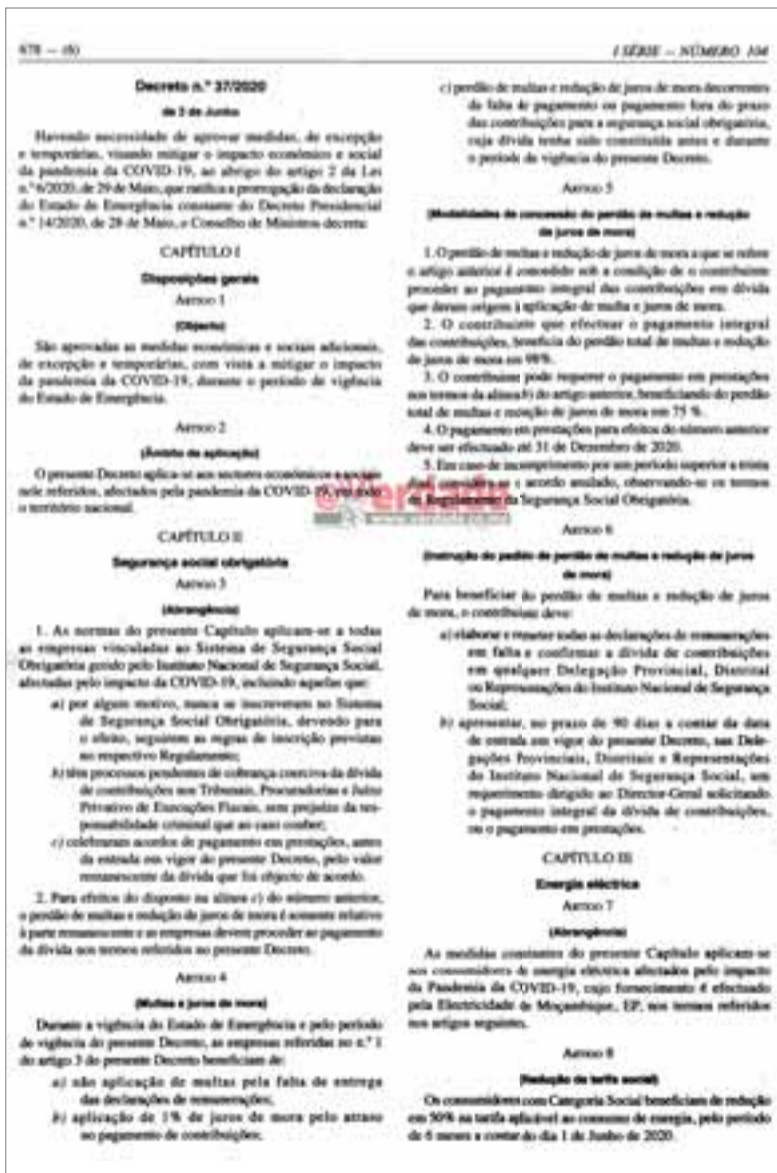 678 — (6)
I SÉRIE — NÚMERO 104
Decreto n.º 37/2020
de 2 de Junho
Havendo necessidade de aprovar medidas, de excepção
e temporárias, visando mitigar o impacto económico e social
da pandemia da COVID-19, ao abrigo do artigo 2 da Lei
n.º 6/2020, de 29 de Maio, que ratifica a prorrogação da declaração
do Estado de Emergência constante do Decreto Presidencial
n.º 14/2020, de 28 de Maio, o Conselho de Ministros decreta:
CAPÍTULO I
Disposições gerais
Artigo 1
(Objecto)
São aprovadas as medidas económicas e sociais adicionais,
de excepção e temporárias, com vista a mitigar o impacto
da pandemia da COVID-19, durante o período de vigência
do Estado de Emergência.
Artigo 2
(Âmbito de aplicação)
O presente Decreto aplica-se aos sectores económicos e sociais
nele referidos, afectados pela pandemia da COVID-19, em todo
o território nacional.
CAPÍTULO II
Segurança social obrigatória
Artigo 3
(Abrangência)
1. As normas do presente Capítulo aplicam-se a todas
as empresas vinculadas ao Sistema de Segurança Social
Obrigatória gerido pelo Instituto Nacional de Segurança Social,
afectadas pelo impacto da COVID-19, incluindo aquelas que:
a) por algum motivo, nunca se inscreveram no Sistema
de Segurança Social Obrigatória, devendo para
o efeito, seguirem as regras de inscrição previstas
no respectivo Regulamento;
b) têm processos pendentes de cobrança coerciva da dívida
de contribuições nos Tribunais, Procuradorias e Juízo
Privativo de Execuções Fiscais, sem prejuízo da res-
ponsabilidade criminal que ao caso couber;
c) celebraram acordos de pagamento em prestações, antes
da entrada em vigor do presente Decreto, pelo valor
remanescente da dívida que foi objecto de acordo.
2. Para efeitos do disposto na alínea c) do número anterior,
o perdão de multas e redução de juros de mora é somente relativo
à parte remanescente e as empresas devem proceder ao pagamento
da dívida nos termos referidos no presente Decreto.
Artigo 4
(Multas e juros de mora)
Durante a vigência do Estado de Emergência e pelo período
de vigência do presente Decreto, as empresas referidas no n.º 1
do artigo 3 do presente Decreto beneficiam de:
a) não aplicação de multas pela falta de entrega
das declarações de remunerações;
b) aplicação de 1% de juros de mora pelo atraso
no pagamento de contribuições;
c) perdão de multas e redução de juros de mora decorrentes
da falta de pagamento ou pagamento fora do prazo
das contribuições para a segurança social obrigatória,
cuja dívida tenha sido constituída antes e durante
o período de vigência do presente Decreto.
Artigo 5
(Modalidades de concessão do perdão de multas e redução
de juros de mora)
1. O perdão de multas e redução de juros de mora a que se refere
o artigo anterior é concedido sob a condição de o contribuinte
proceder ao pagamento integral das contribuições em dívida
que deram origem à aplicação de multa e juros de mora.
2. O contribuinte que efectuar o pagamento integral
das contribuições, beneficia do perdão total de multas e redução
de juros de mora em 98%.
3. O contribuinte pode requerer o pagamento em prestações
nos termos da alínea b) do artigo anterior, beneficiando do perdão
total de multas e redução de juros de mora em 75 %.
4. O pagamento em prestações para efeitos do número anterior
deve ser efectuado até 31 de Dezembro de 2020.
5. Em caso de incumprimento por um período superior a trinta
dias, considera-se o acordo anulado, observando-se os termos
do Regulamento da Segurança Social Obrigatória.
@Verdade
Artigo 6
(Instrução do pedido de perdão de multas e redução de juros
de mora)
Para beneficiar do perdão de multas e redução de juros
de mora, o contribuinte deve:
a) elaborar e remeter todas as declarações de remunerações
em falta e confirmar a dívida de contribuições
em qualquer Delegação Provincial, Distrital
ou Representações do Instituto Nacional de Segurança
Social;
b) apresentar, no prazo de 90 dias a contar da data
de entrada em vigor do presente Decreto, nas Dele-
gações Provinciais, Distritais e Representações
do Instituto Nacional de Segurança Social, um
requerimento dirigido ao Director-Geral solicitando
o pagamento integral da dívida de contribuições,
ou o pagamento em prestações.
CAPÍTULO III
Energia eléctrica
Artigo 7
(Abrangência)
As medidas constantes do presente Capítulo aplicam-se
aos consumidores de energia eléctrica afectados pelo impacto
da Pandemia da COVID-19, cujo fornecimento é efectuado
pela Electricidade de Moçambique, EP, nos termos referidos
nos artigos seguintes.
Artigo 8
(Redução da tarifa social)
Os consumidores com Categoria Social beneficiam de redução
em 50% na tarifa aplicável ao consumo de energia, pelo período
de 6 meses a contar do dia 1 de Junho de 2020.